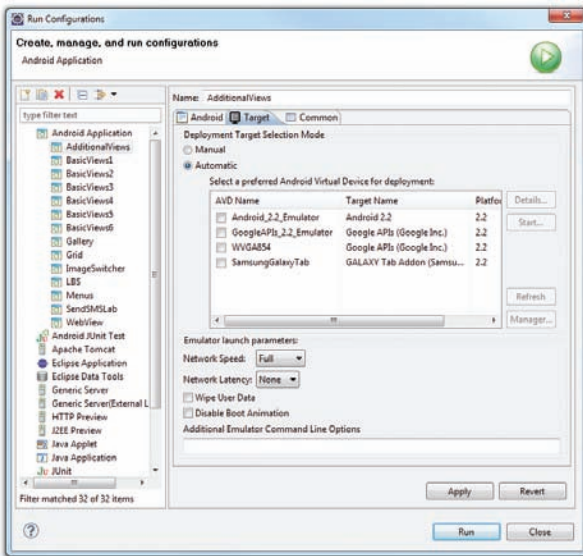 Run Configurations
Create, manage, and run configurations
Android Application
type filter text
Android Application
AdditionalViews
BasicViews1
BasicViews2
BasicViews3
BasicViews4
BasicViews5
BasicViews6
Gallery
Grid
ImageSwitcher
LBS
Menus
SendSMSLab
WebView
Android JUnit Test
Apache Tomcat
Eclipse Application
Eclipse Data Tools
Generic Server
Generic Server(External L
HTTP Preview
J2EE Preview
Java Applet
Java Application
JUnit
Filter matched 32 of 32 items
Name: AdditionalViews
Android Target Common
Deployment Target Selection Mode
Manual
Automatic
Select a preferred Android Virtual Device for deployment:
AVD Name Target Name Platfor
Android_2.2_Emulator Android 2.2 2.2
GoogleAPIs_2.2_Emulator Google APIs (Google Inc.) 2.2
WVGA854 Google APIs (Google Inc.) 2.2
SamsungGalaxyTab GALAXY Tab Addon (Samsu... 2.2
Details...
Start...
Refresh
Manager...
Emulator launch parameters:
Network Speed: Full
Network Latency: None
Wipe User Data
Disable Boot Animation
Additional Emulator Command Line Options
Apply Revert
Run Close